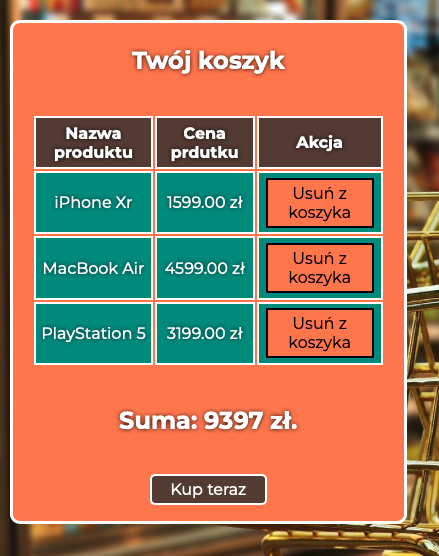 Twój koszyk
Nazwa
produktu
Cena
prdutku
Akcja
iPhone Xr
1599.00 zł
Usuń z
koszyka
MacBook Air
4599.00 zł
Usuń z
koszyka
PlayStation 5
3199.00 zł
Usuń z
koszyka
Suma: 9397 zł.
Kup teraz